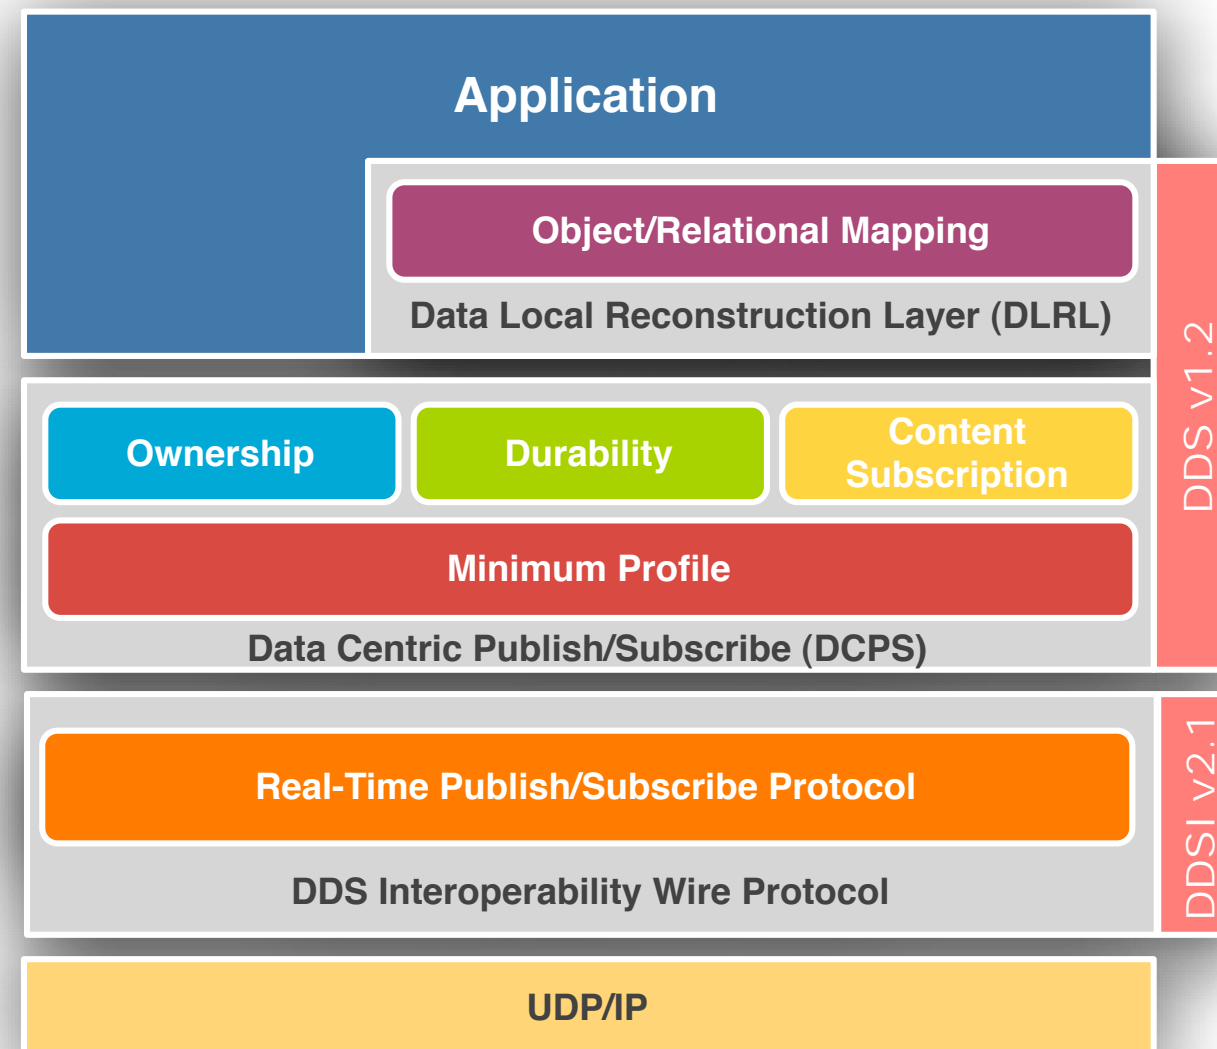 Application
Object/Relational Mapping
Data Local Reconstruction Layer (DLRL)
DDS v1.2
Ownership
Durability
Content
Subscription
Minimum Profile
Data Centric Publish/Subscribe (DCPS)
Real-Time Publish/Subscribe Protocol
DDS Interoperability Wire Protocol
DDSI v2.1
UDP/IP